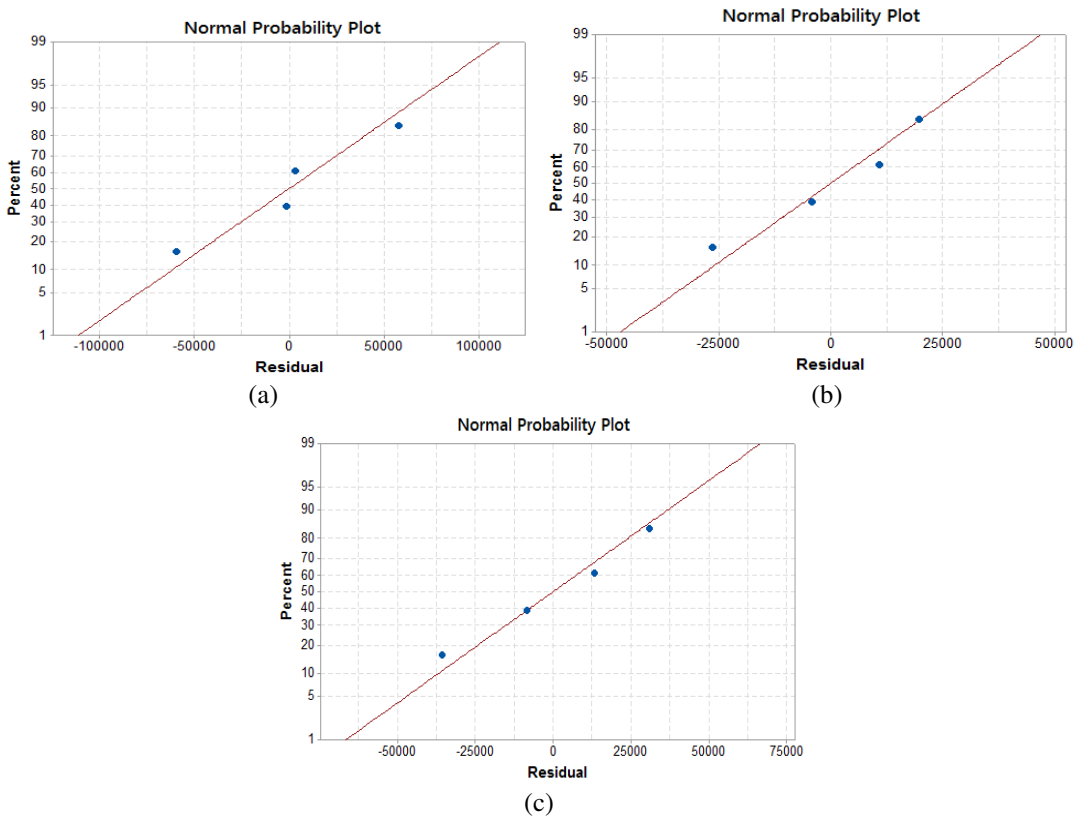 Normal Probability Plot
99
95
90
80
70
60
50
40
30
20
10
5
1
Percent
-100000 -50000 0 50000 100000
Residual
(a)
Normal Probability Plot
99
95
90
80
70
60
50
40
30
20
10
5
1
Percent
-50000 -25000 0 25000 50000
Residual
(b)
Normal Probability Plot
99
95
90
80
70
60
50
40
30
20
10
5
1
Percent
-50000 -25000 0 25000 50000 75000
Residual
(c)